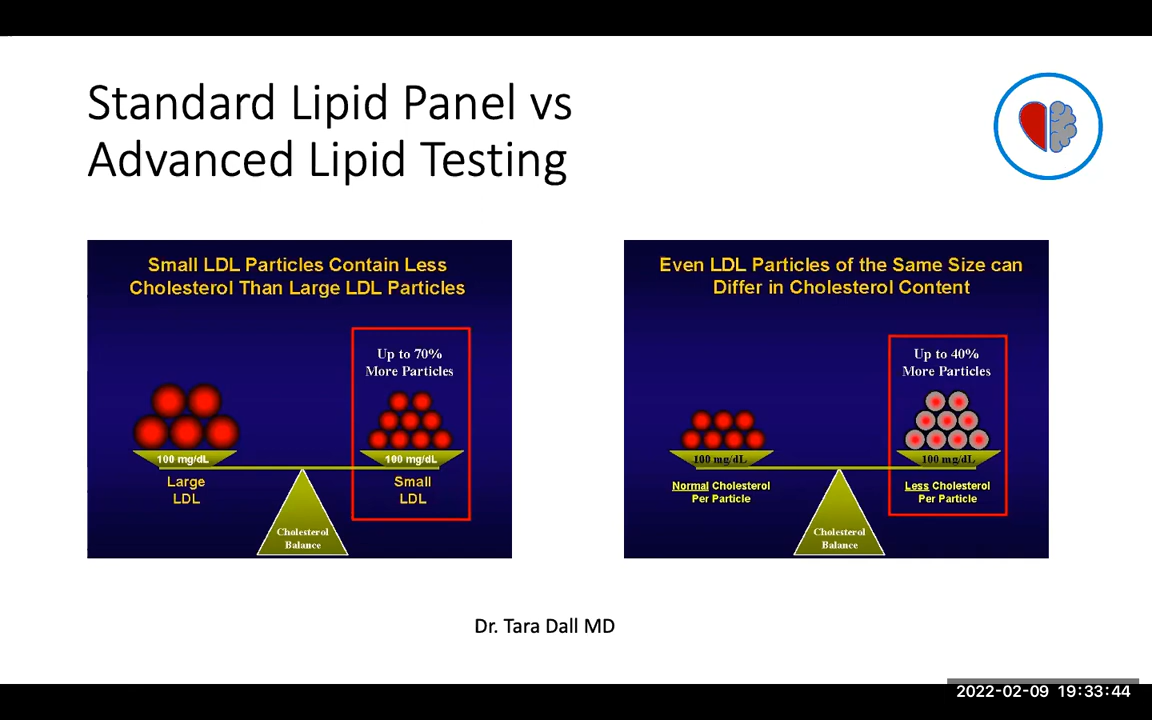 Standard Lipid Panel vs
Advanced Lipid Testing
Small LDL Particles Contain Less
Cholesterol Than Large LDL Particles
Up to 70%
More Particles
100 mg/dL
100 mg/dL
Large
LDL
Small
LDL
Cholesterol
Balance
Even LDL Particles of the Same Size can
Differ in Cholesterol Content
Up to 40%
More Particles
100 mg/dL
100 mg/dL
Normal Cholesterol
Per Particle
Less Cholesterol
Per Particle
Cholesterol
Balance
Dr. Tara Dall MD
2022-02-09 19:33:44